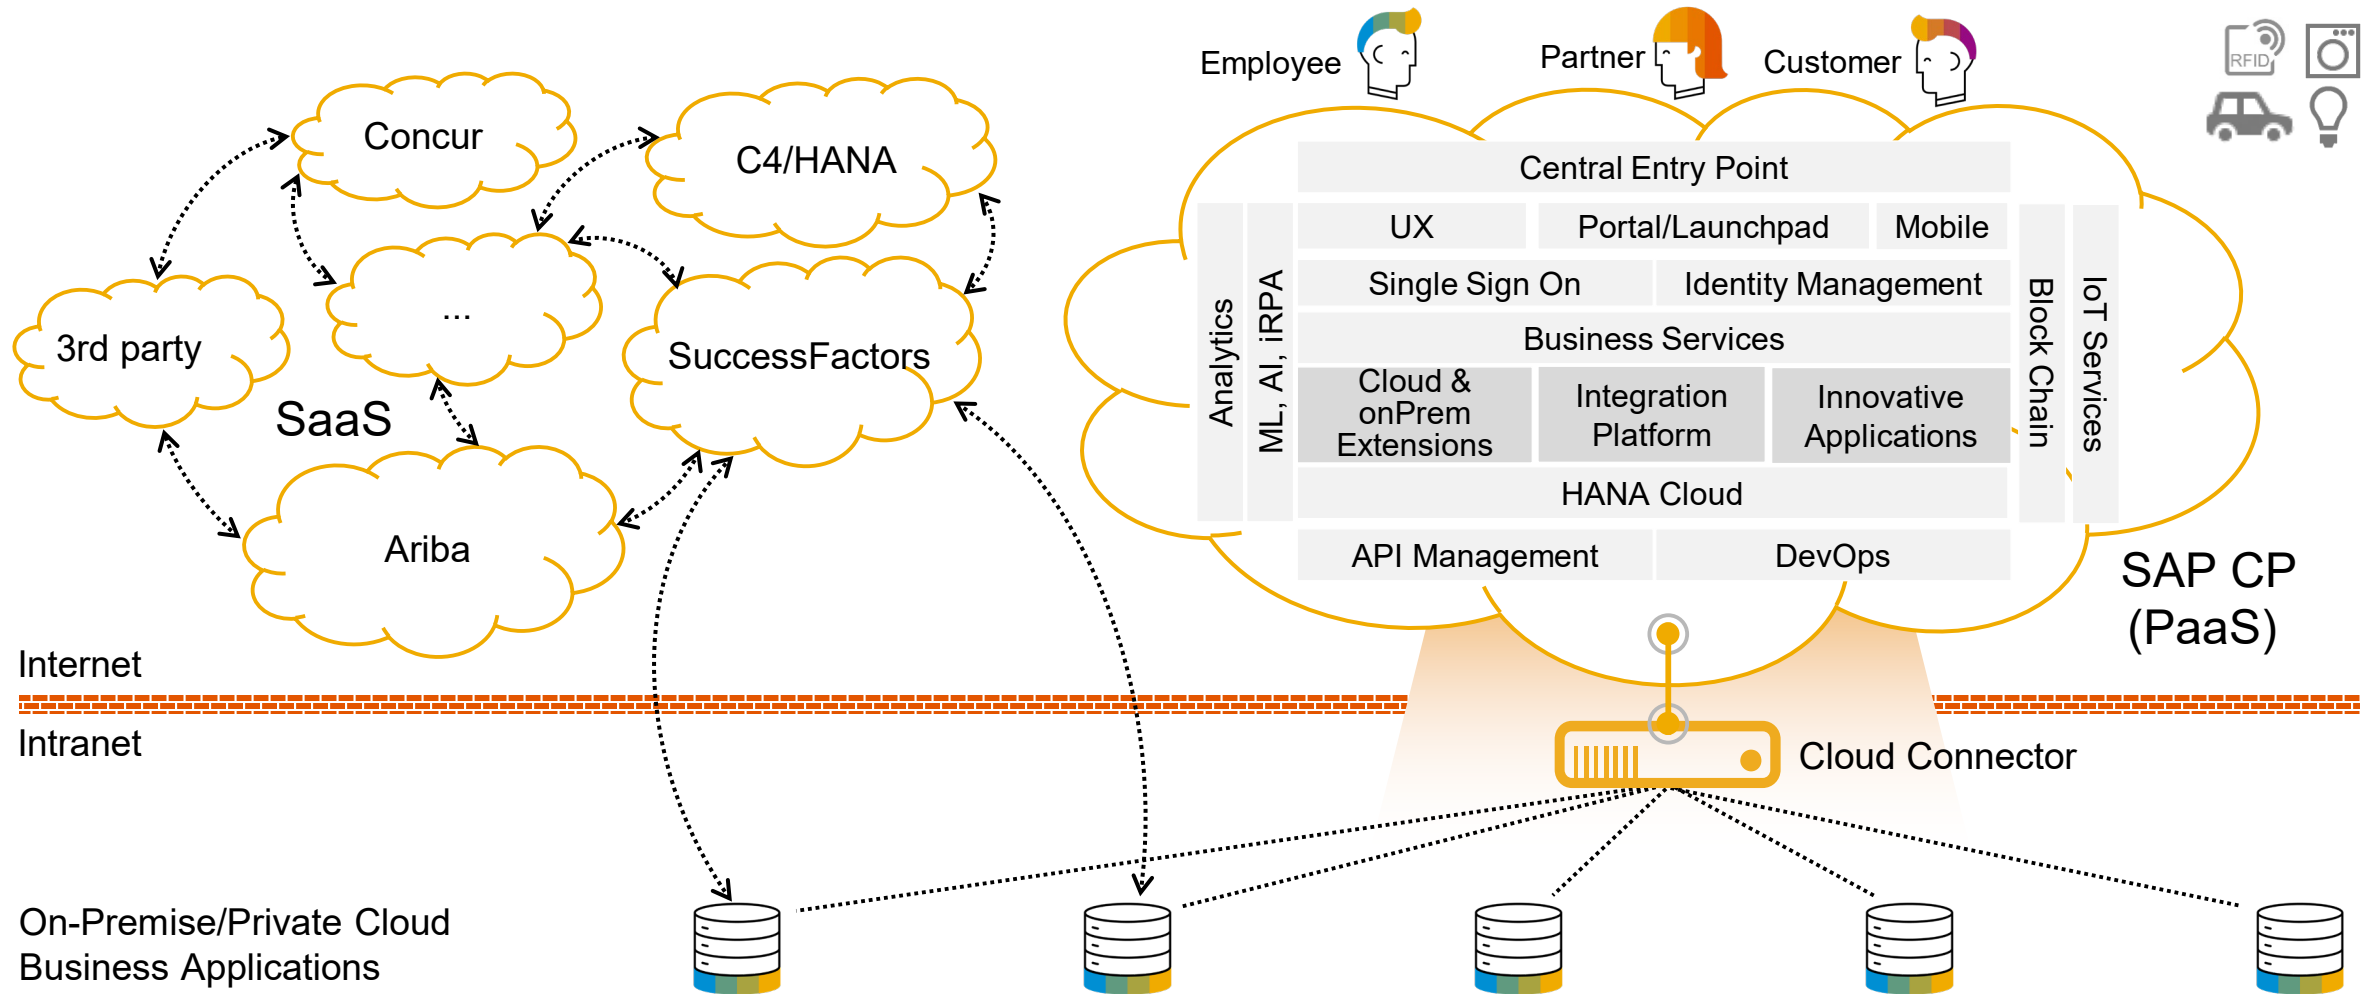 Employee
Partner
Customer
RFID
Concur
C4/HANA
...
3rd party
SuccessFactors
SaaS
Ariba
Central Entry Point
UX
Portal/Launchpad
Mobile
Single Sign On
Identity Management
Business Services
Cloud &
onPrem
Extensions
Integration
Platform
Innovative
Applications
HANA Cloud
API Management
DevOps
Analytics
ML, AI, iRPA
Block Chain
IoT Services
SAP CP
(PaaS)
Internet
Intranet
Cloud Connector
On-Premise/Private Cloud
Business Applications